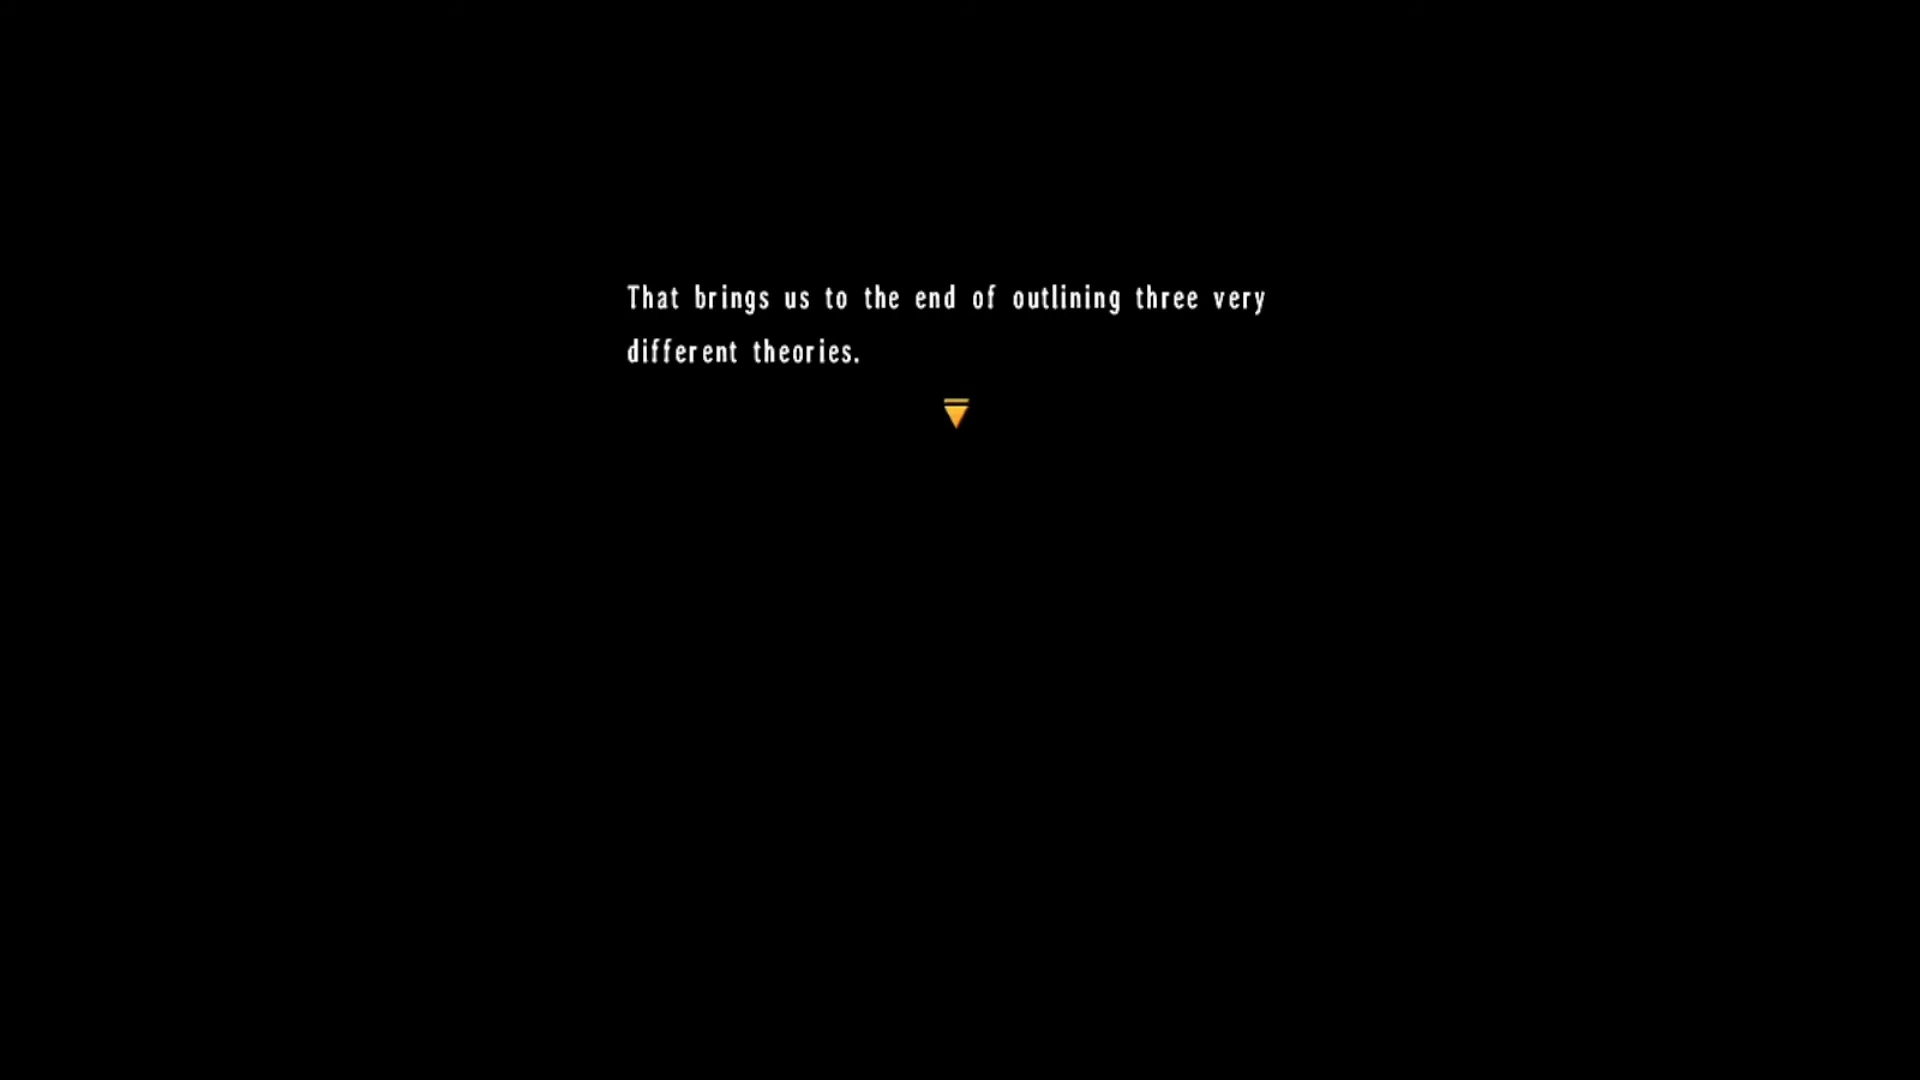 That brings us to the end of outlining three very
different theories.